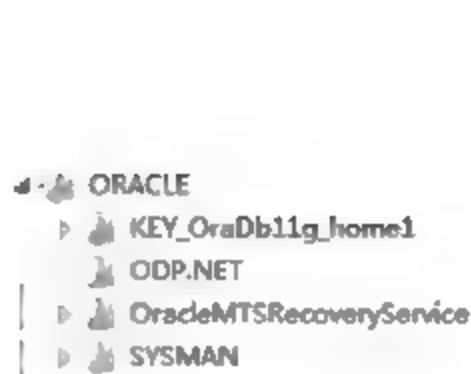 ORACLE
KEY_OraDb11g_home1
ODP.NET
OracleMTSRecoveryService
SYSMAN